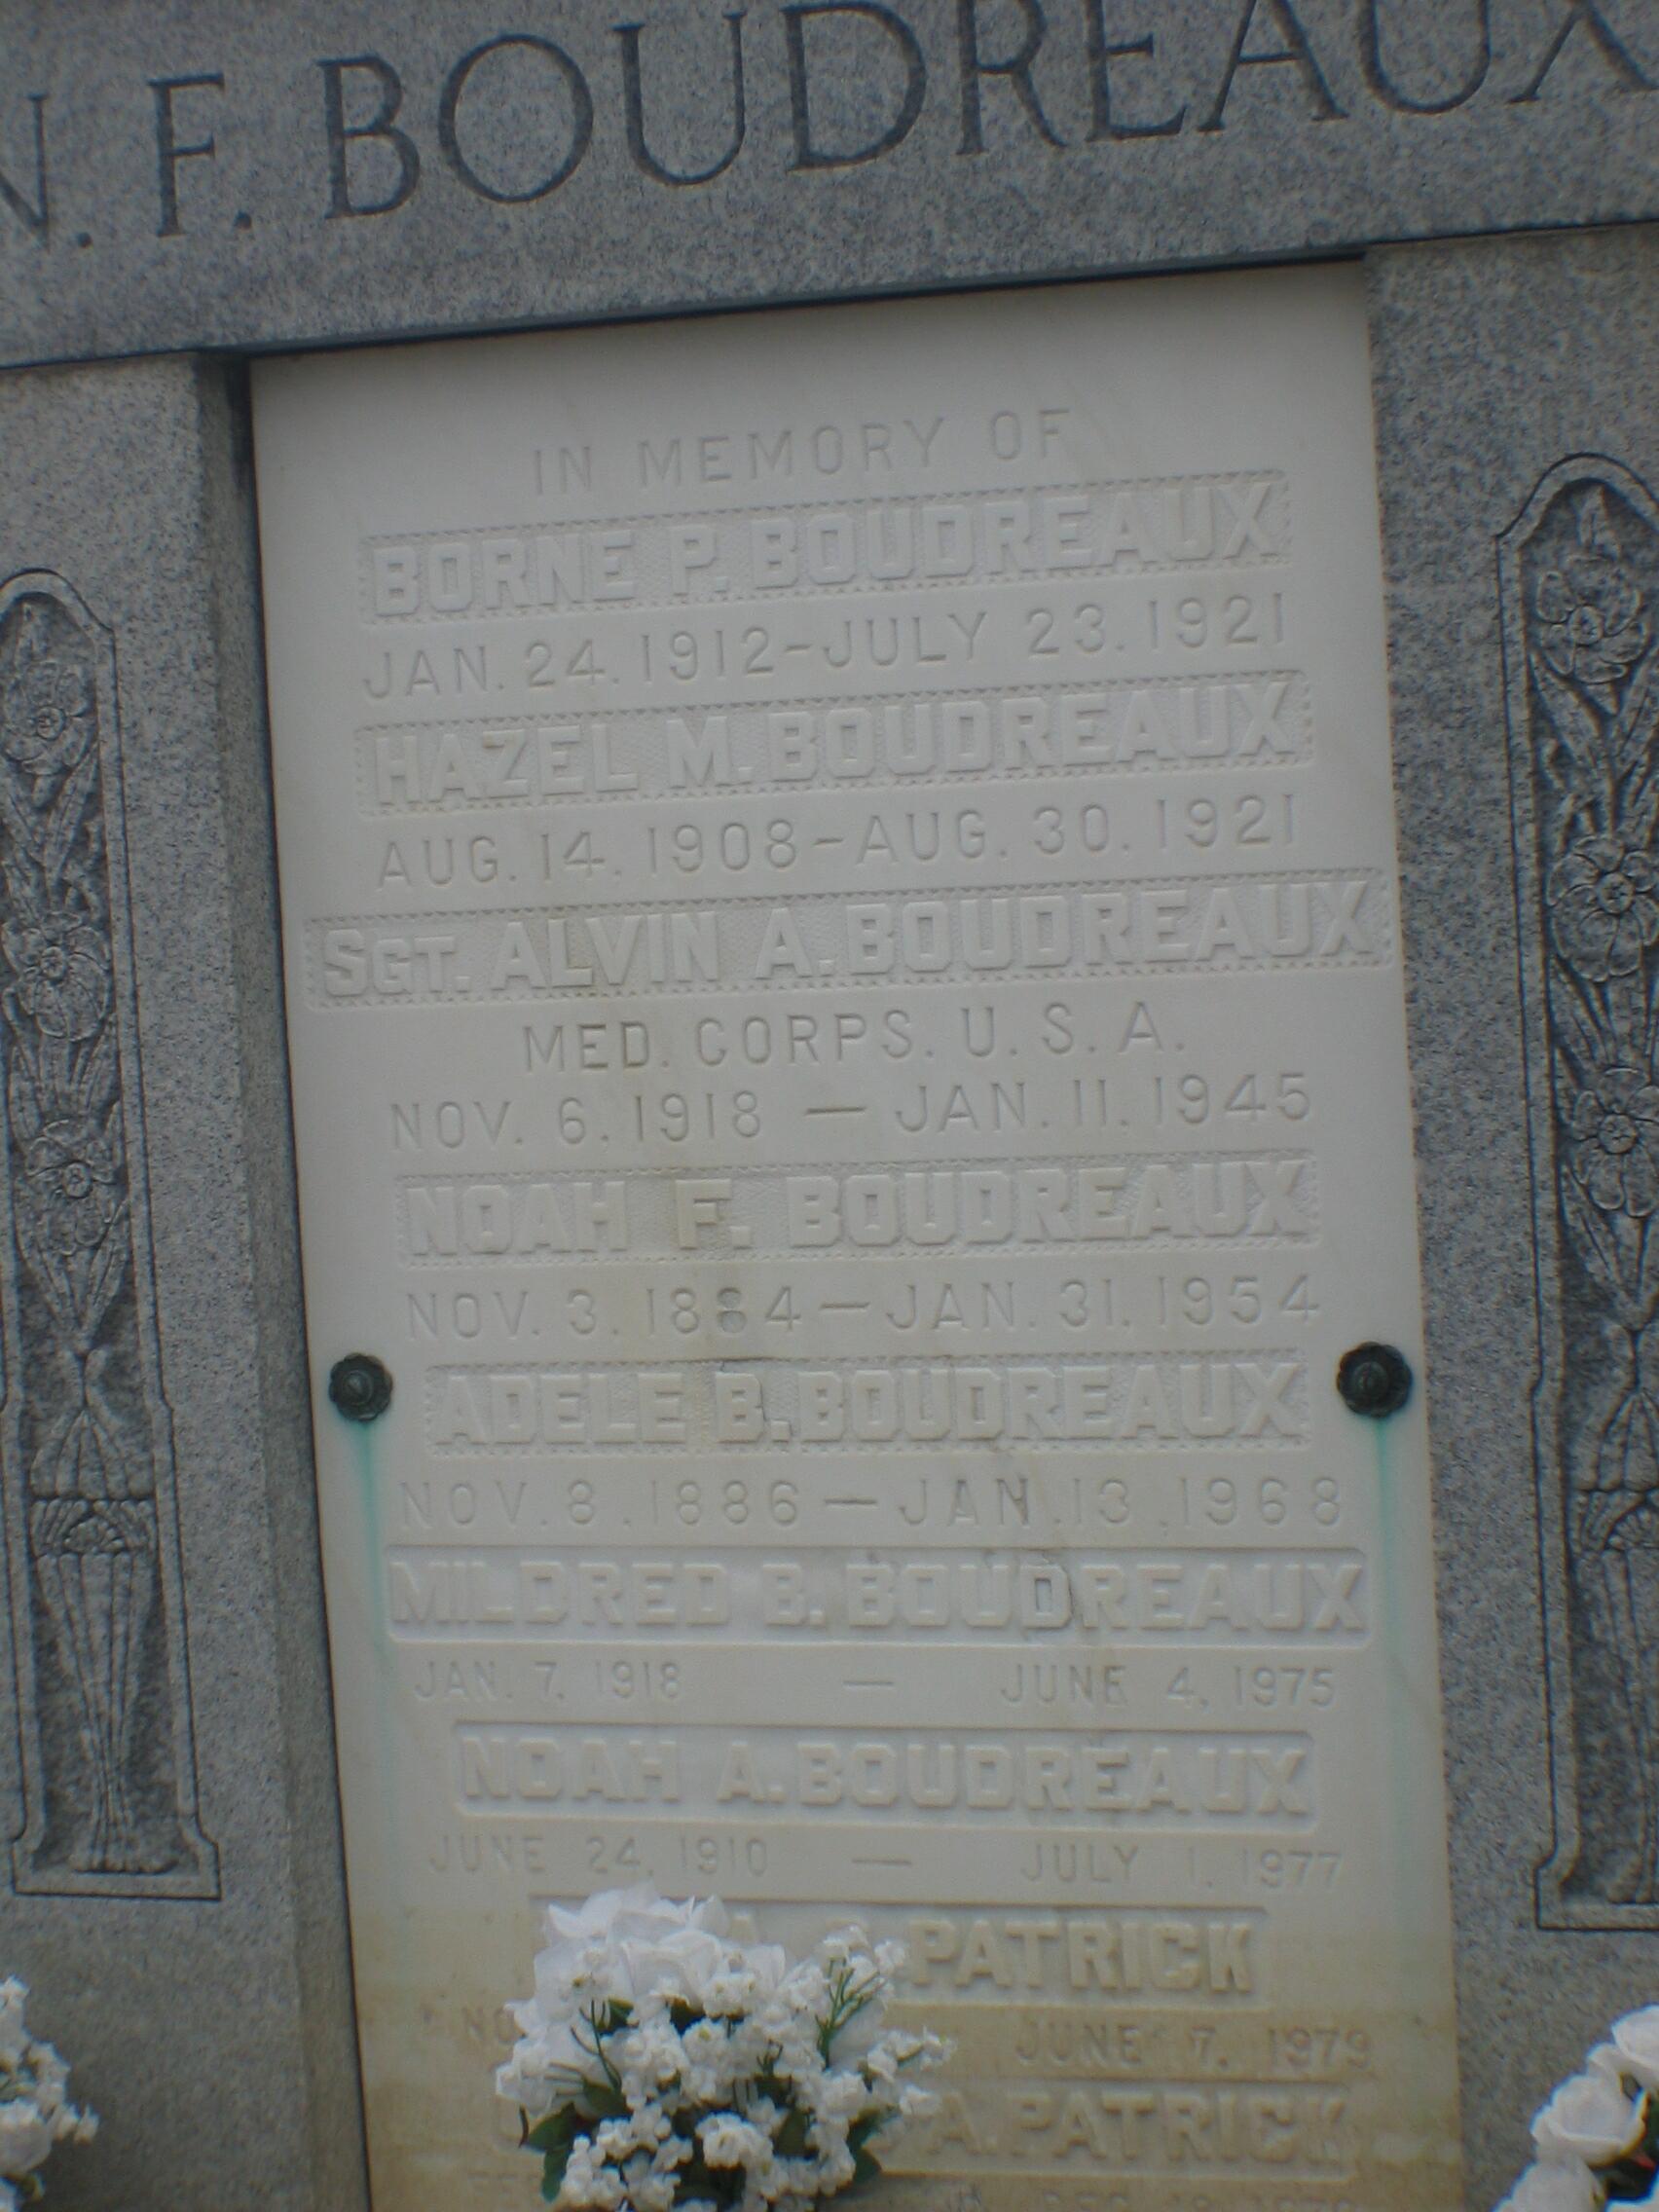 N. F. BOUDREAUX
IN MEMORY OF
BORNE P. BOUDREAUX
JAN. 24. 1912-JULY 23. 1921
HAZEL M. BOUDREAUX
AUG. 14. 1908-AUG. 30. 1921
SGT. ALVIN A. BOUDREAUX
MED. CORPS. U. S. A.
NOV. 6. 1918 — JAN. 11. 1945
NOAH F. BOUDREAUX
NOV. 3. 1884 — JAN. 31. 1954
ADELE B. BOUDREAUX
NOV. 8. 1886 — JAN. 13. 1968
MILDRED B. BOUDREAUX
JAN. 7. 1918 — JUNE 4, 1975
NOAH A. BOUDREAUX
JUNE 24, 1910 — JULY 1, 1977
PATRICK
JUNE 7, 1979
A. PATRICK